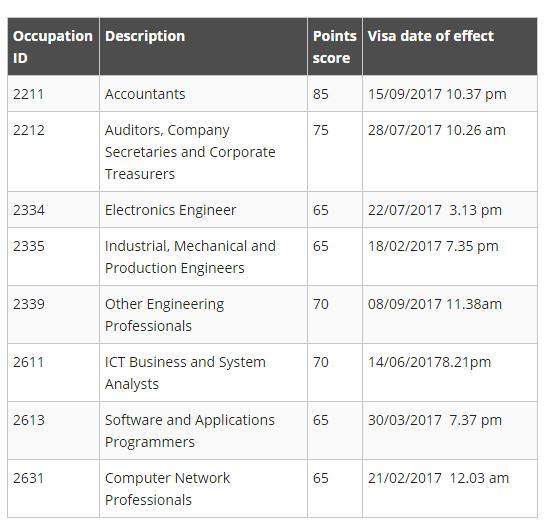 Occupation ID Description Points score Visa date of effect
2211 Accountants 85 15/09/2017 10.37 pm
2212 Auditors, Company Secretaries and Corporate Treasurers 75 28/07/2017 10.26 am
2334 Electronics Engineer 65 22/07/2017 3.13 pm
2335 Industrial, Mechanical and Production Engineers 65 18/02/2017 7.35 pm
2339 Other Engineering Professionals 70 08/09/2017 11.38am
2611 ICT Business and System Analysts 70 14/06/20178.21pm
2613 Software and Applications Programmers 65 30/03/2017 7.37 pm
2631 Computer Network Professionals 65 21/02/2017 12.03 am